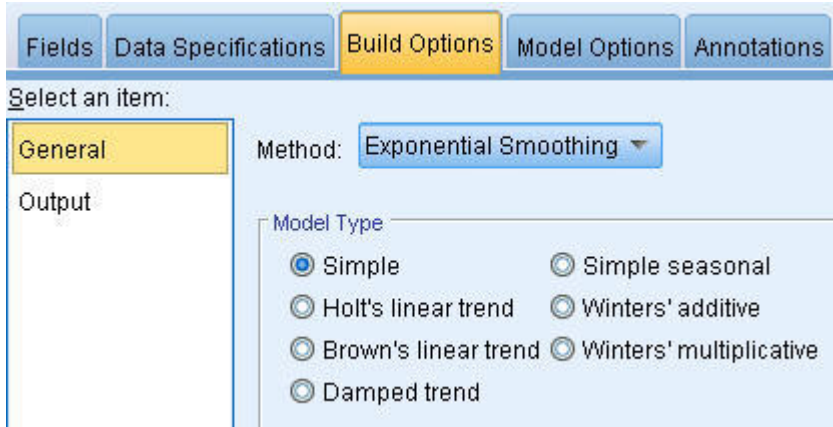 Fields Data Specifications Build Options Model Options Annotations
Select an item:
General
Output
Method: Exponential Smoothing
Model Type
Simple Simple seasonal
Holt's linear trend Winters' additive
Brown's linear trend Winters' multiplicative
Damped trend